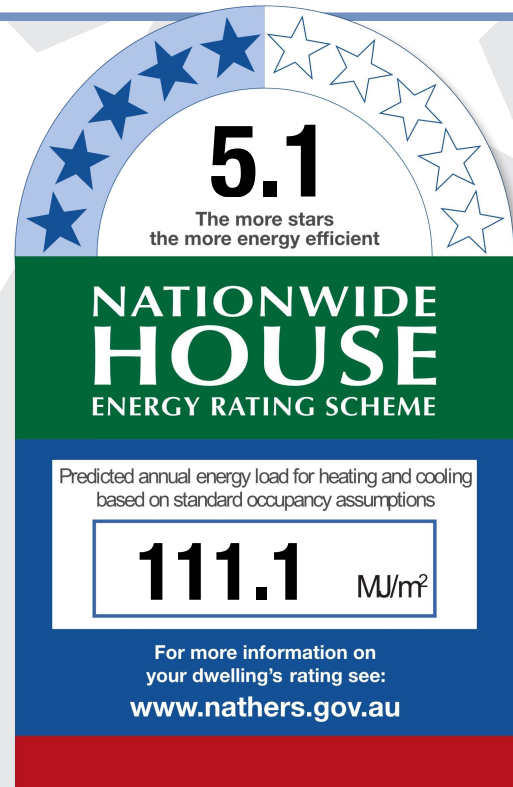 5.1
The more stars
the more energy efficient
NATIONWIDE
HOUSE
ENERGY RATING SCHEME
Predicted annual energy load for heating and cooling
based on standard occupancy assumptions
111.1 MJ/m²
For more information on
your dwelling's rating see:
www.nathers.gov.au